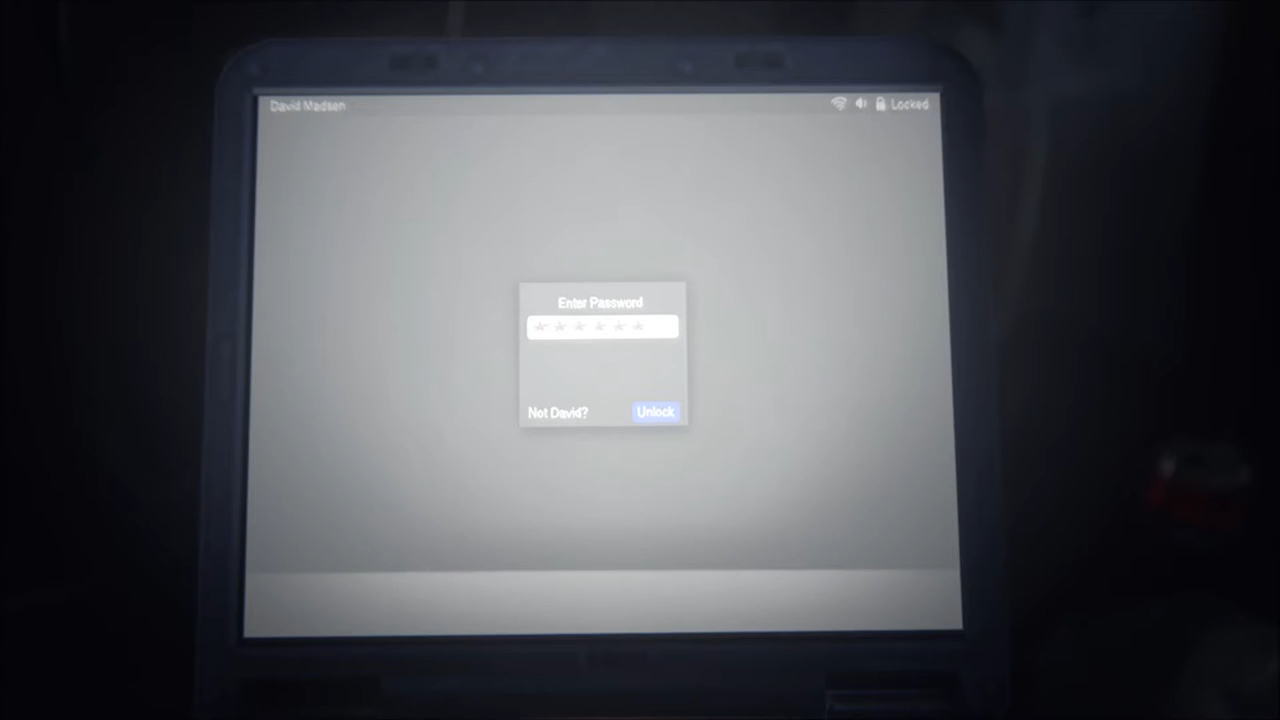 David Madsen
Locked
Enter Password
******
Not David?
Unlock